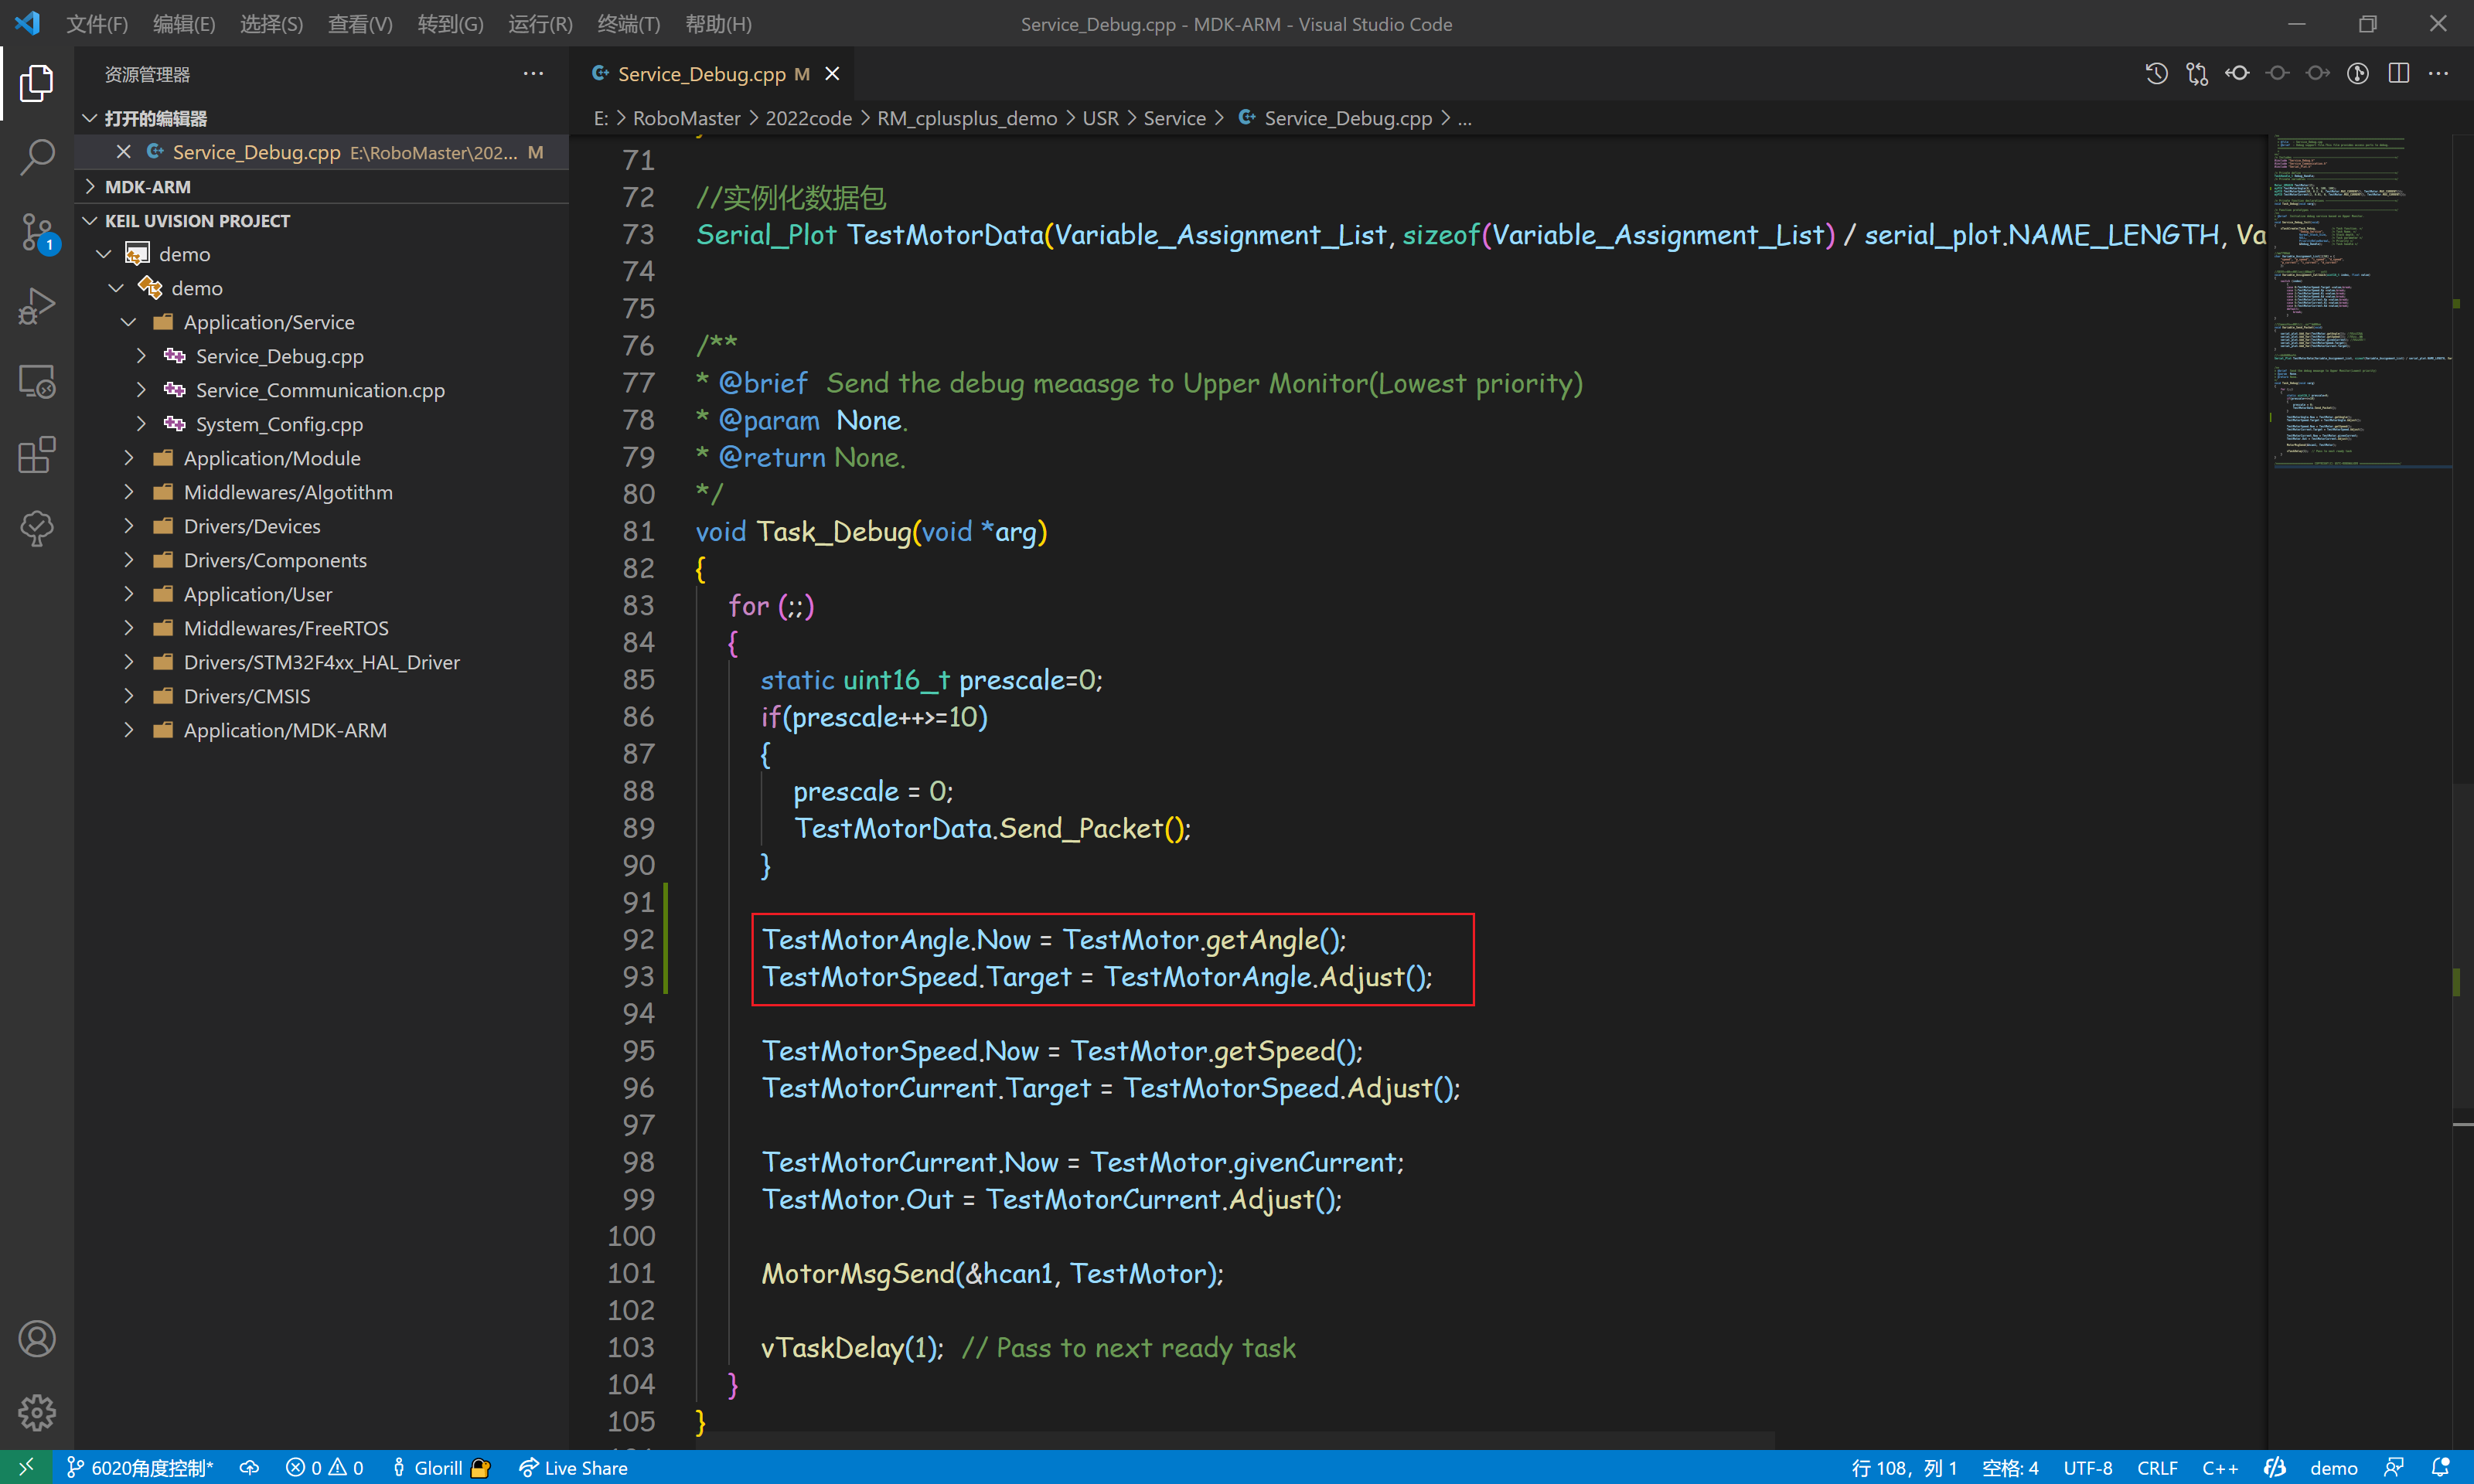 文件(F) 编辑(E) 选择(S) 查看(V) 转到(G) 运行(R) 终端(T) 帮助(H) Service_Debug.cpp - MDK-ARM - Visual Studio Code
资源管理器
打开的编辑器
Service_Debug.cpp E:\RoboMaster\202... M
MDK-ARM
KEIL UVISION PROJECT
demo
demo
Application/Service
Service_Debug.cpp
Service_Communication.cpp
System_Config.cpp
Application/Module
Middlewares/Algotithm
Drivers/Devices
Drivers/Components
Application/User
Middlewares/FreeRTOS
Drivers/STM32F4xx_HAL_Driver
Drivers/CMSIS
Application/MDK-ARM
1
Service_Debug.cpp M
E: > RoboMaster > 2022code > RM_cplusplus_demo > USR > Service > Service_Debug.cpp > ...
71
72 //实例化数据包
73 Serial_Plot TestMotorData(Variable_Assignment_List, sizeof(Variable_Assignment_List) / serial_plot.NAME_LENGTH, Va
74
75
76 /**
77 * @brief Send the debug meaasge to Upper Monitor(Lowest priority)
78 * @param None.
79 * @return None.
80 */
81 void Task_Debug(void *arg)
82 {
83 for (;;)
84 {
85 static uint16_t prescale=0;
86 if(prescale++>=10)
87 {
88 prescale = 0;
89 TestMotorData.Send_Packet();
90 }
91
92 TestMotorAngle.Now = TestMotor.getAngle();
93 TestMotorSpeed.Target = TestMotorAngle.Adjust();
94
95 TestMotorSpeed.Now = TestMotor.getSpeed();
96 TestMotorCurrent.Target = TestMotorSpeed.Adjust();
97
98 TestMotorCurrent.Now = TestMotor.givenCurrent;
99 TestMotor.Out = TestMotorCurrent.Adjust();
100
101 MotorMsgSend(&hcan1, TestMotor);
102
103 vTaskDelay(1); // Pass to next ready task
104 }
105 }
6020角度控制* 0 0 Glorill Live Share 行 108，列 1 空格: 4 UTF-8 CRLF C++ demo